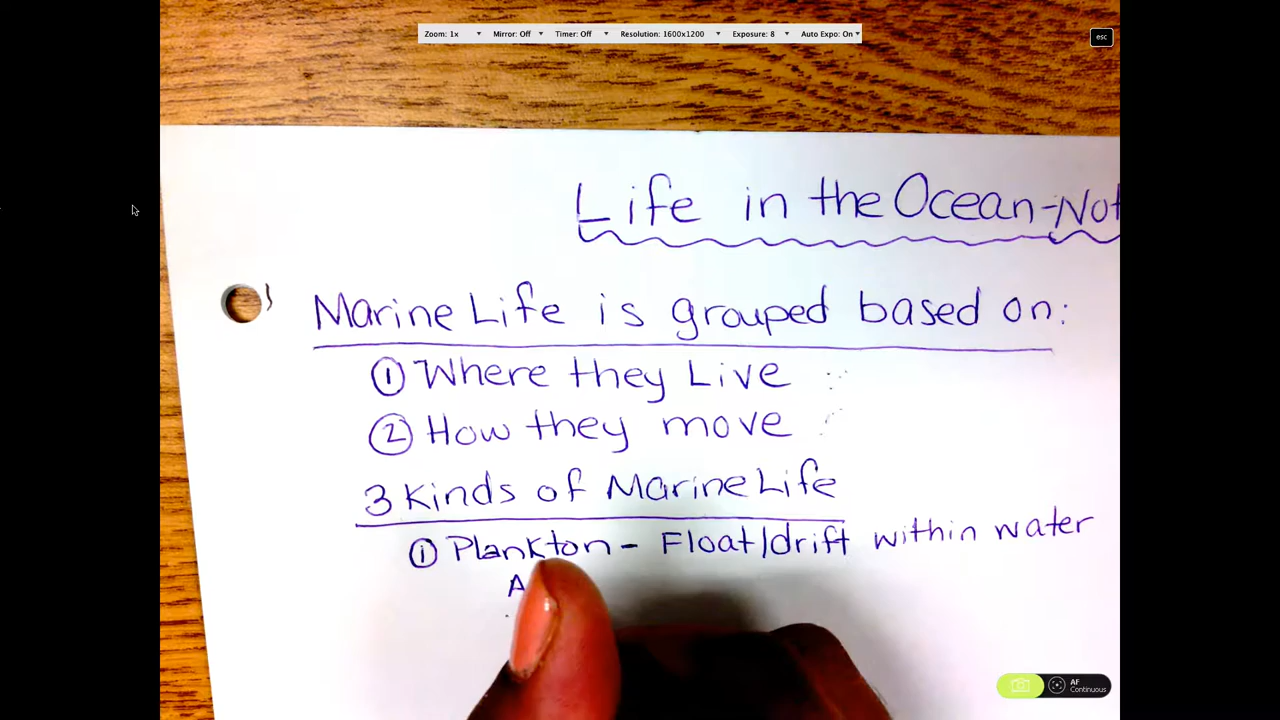 Zoom: 1x Mirror: Off Timer: Off Resolution: 1600x1200 Exposure: 8 Auto Expo: On
esc
Life in the Ocean-Not
Marine Life is grouped based on:
① Where they Live
② How they move
3 Kinds of Marine Life
① Plankton - Float/drift within water
A
AF
Continuous